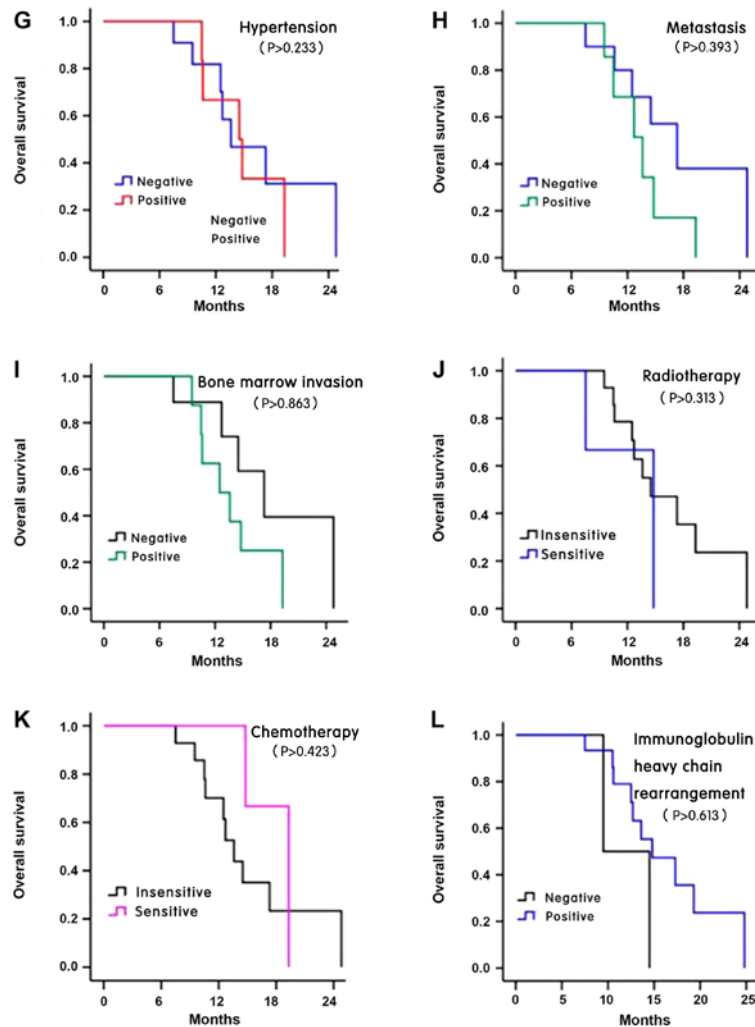 G
Hypertension
(P>0.233)
Overall survival
1.0
0.8
0.6
0.4
0.2
0.0
Negative
Positive
Negative
Positive
0 6 12 18 24
Months
H
Metastasis
(P>0.393)
Overall survival
1.0
0.8
0.6
0.4
0.2
0.0
Negative
Positive
0 6 12 18 24
Months
I
Bone marrow invasion
(P>0.863)
Overall survival
1.0
0.8
0.6
0.4
0.2
0.0
Negative
Positive
0 6 12 18 24
Months
J
Radiotherapy
(P>0.313)
Overall survival
1.0
0.8
0.6
0.4
0.2
0.0
Insensitive
Sensitive
0 6 12 18 24
Months
K
Chemotherapy
(P>0.423)
Overall survival
1.0
0.8
0.6
0.4
0.2
0.0
Insensitive
Sensitive
0 6 12 18 24
Months
L
Immunoglobulin
heavy chain
rearrangement
(P>0.613)
Overall survival
1.0
0.8
0.6
0.4
0.2
0.0
Negative
Positive
0 5 10 15 20 25
Months